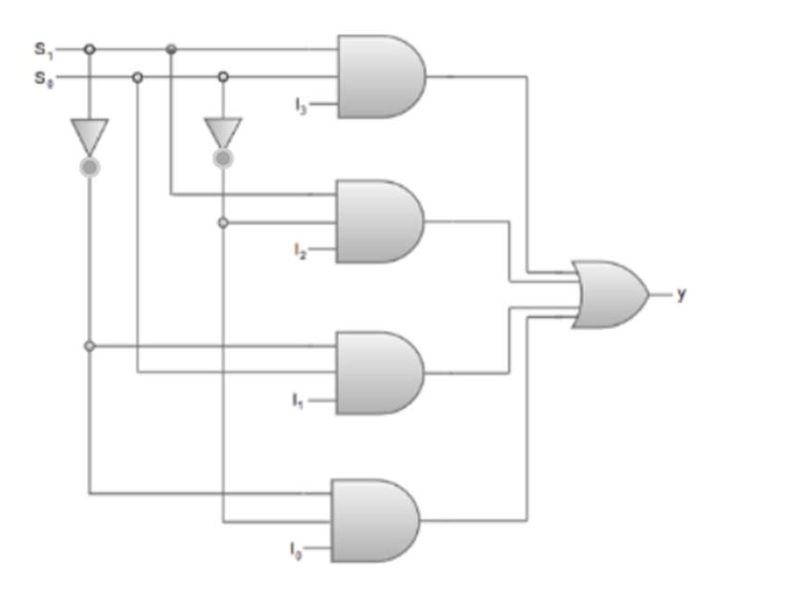 S₁
S₀
I₃
I₂
I₁
I₀
y